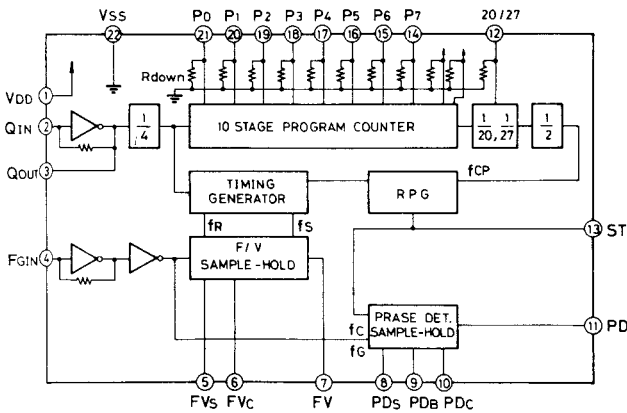 VSS P0 P1 P2 P3 P4 P5 P6 P7 20/27
22 21 20 19 18 17 16 15 14 12
Rdown
VDD 1
QIN 2
1/4
10 STAGE PROGRAM COUNTER
1/20, 1/27
1/2
QOUT 3
TIMING GENERATOR
RPG
fCP
fR
fS
13 ST
FGIN 4
F/V SAMPLE-HOLD
PRASE DET. SAMPLE-HOLD
11 PD
fC
fG
5 6 7 8 9 10
FVS FVC FV PDS PDB PDC